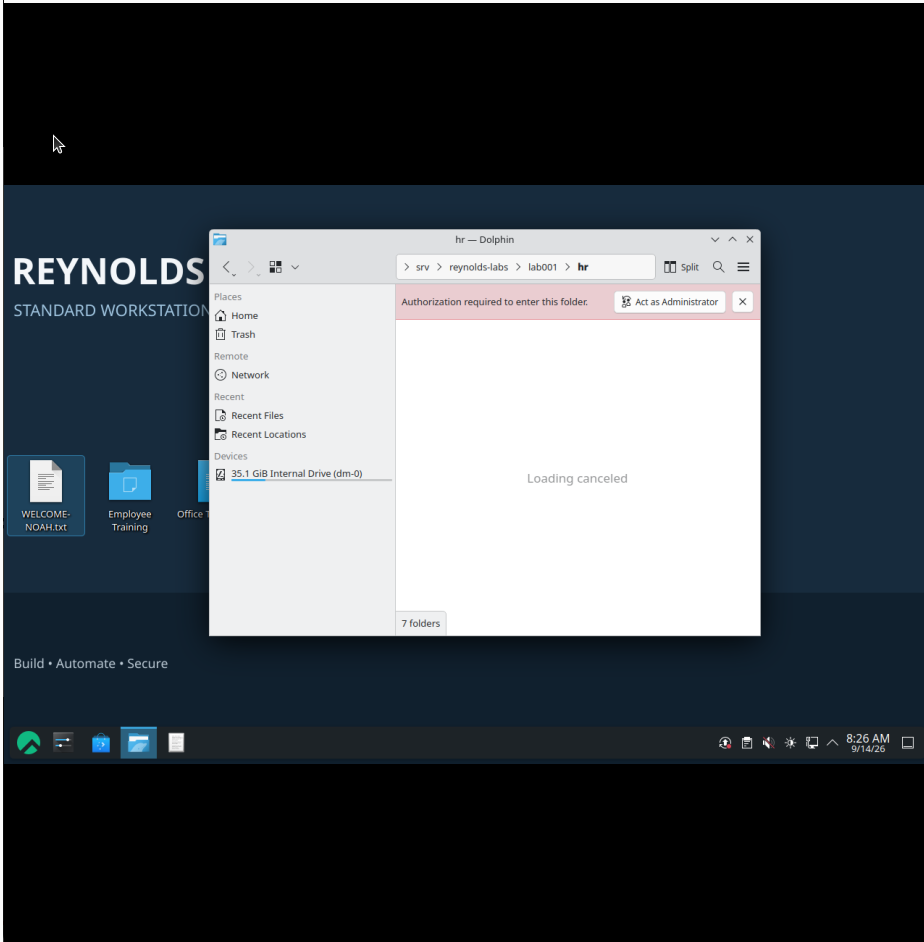 REYNOLDS
STANDARD WORKSTATION
hr — Dolphin
> srv > reynolds-labs > lab001 > hr
Split
Places
Home
Trash
Remote
Network
Recent
Recent Files
Recent Locations
Devices
35.1 GiB Internal Drive (dm-0)
Authorization required to enter this folder.
Act as Administrator
Loading canceled
7 folders
WELCOME-
NOAH.txt
Employee
Training
Office
Build • Automate • Secure
8:26 AM
9/14/26